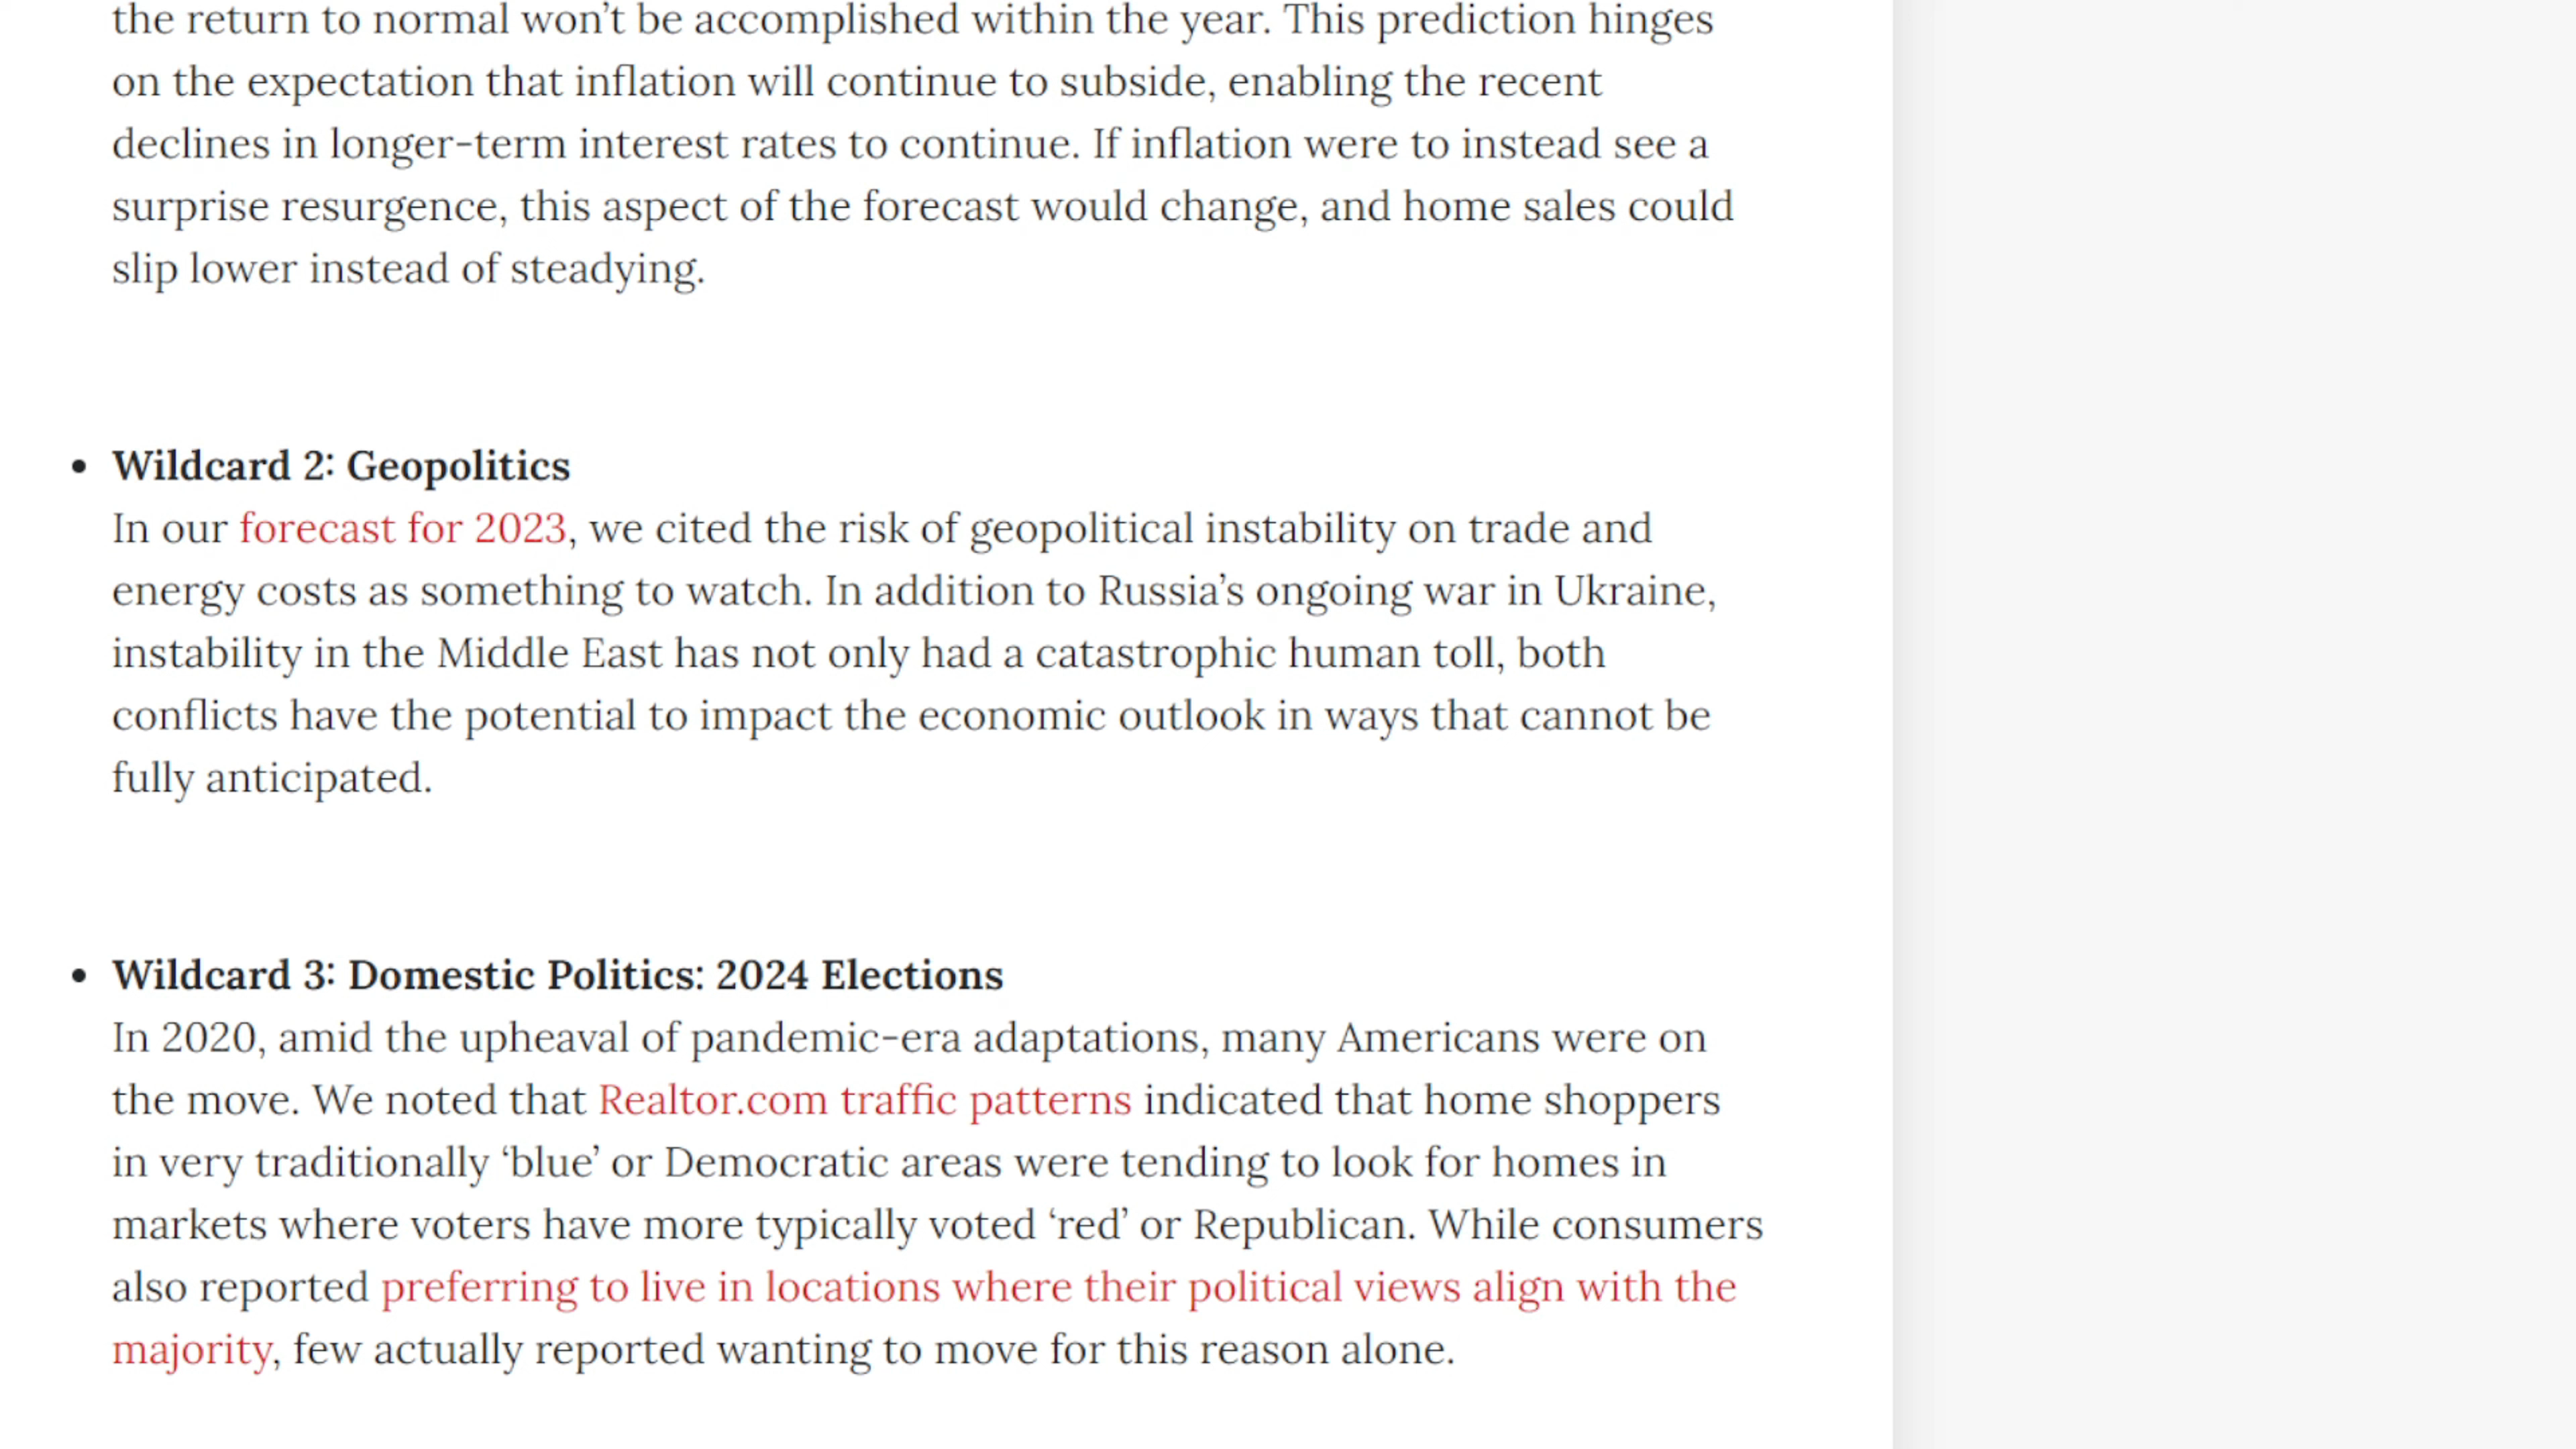 the return to normal won’t be accomplished within the year. This prediction hinges
on the expectation that inflation will continue to subside, enabling the recent
declines in longer-term interest rates to continue. If inflation were to instead see a
surprise resurgence, this aspect of the forecast would change, and home sales could
slip lower instead of steadying.
• Wildcard 2: Geopolitics
In our forecast for 2023, we cited the risk of geopolitical instability on trade and
energy costs as something to watch. In addition to Russia’s ongoing war in Ukraine,
instability in the Middle East has not only had a catastrophic human toll, both
conflicts have the potential to impact the economic outlook in ways that cannot be
fully anticipated.
• Wildcard 3: Domestic Politics: 2024 Elections
In 2020, amid the upheaval of pandemic-era adaptations, many Americans were on
the move. We noted that Realtor.com traffic patterns indicated that home shoppers
in very traditionally ‘blue’ or Democratic areas were tending to look for homes in
markets where voters have more typically voted ‘red’ or Republican. While consumers
also reported preferring to live in locations where their political views align with the
majority, few actually reported wanting to move for this reason alone.